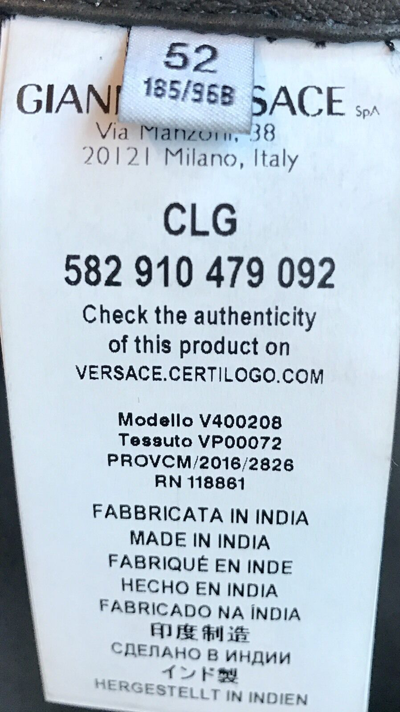 52
185/96B
GIAN SACE SpA
Via Manzoni, 38
20121 Milano, Italy
CLG
582 910 479 092
Check the authenticity
of this product on
VERSACE.CERTILOGO.COM
Modello V400208
Tessuto VP00072
PROVCM/2016/2826
RN 118861
FABBRICATA IN INDIA
MADE IN INDIA
FABRIQUÉ EN INDE
HECHO EN INDIA
FABRICADO NA ÍNDIA
印度制造
СДЕЛАНО В ИНДИИ
インド製
HERGESTELLT IN INDIEN